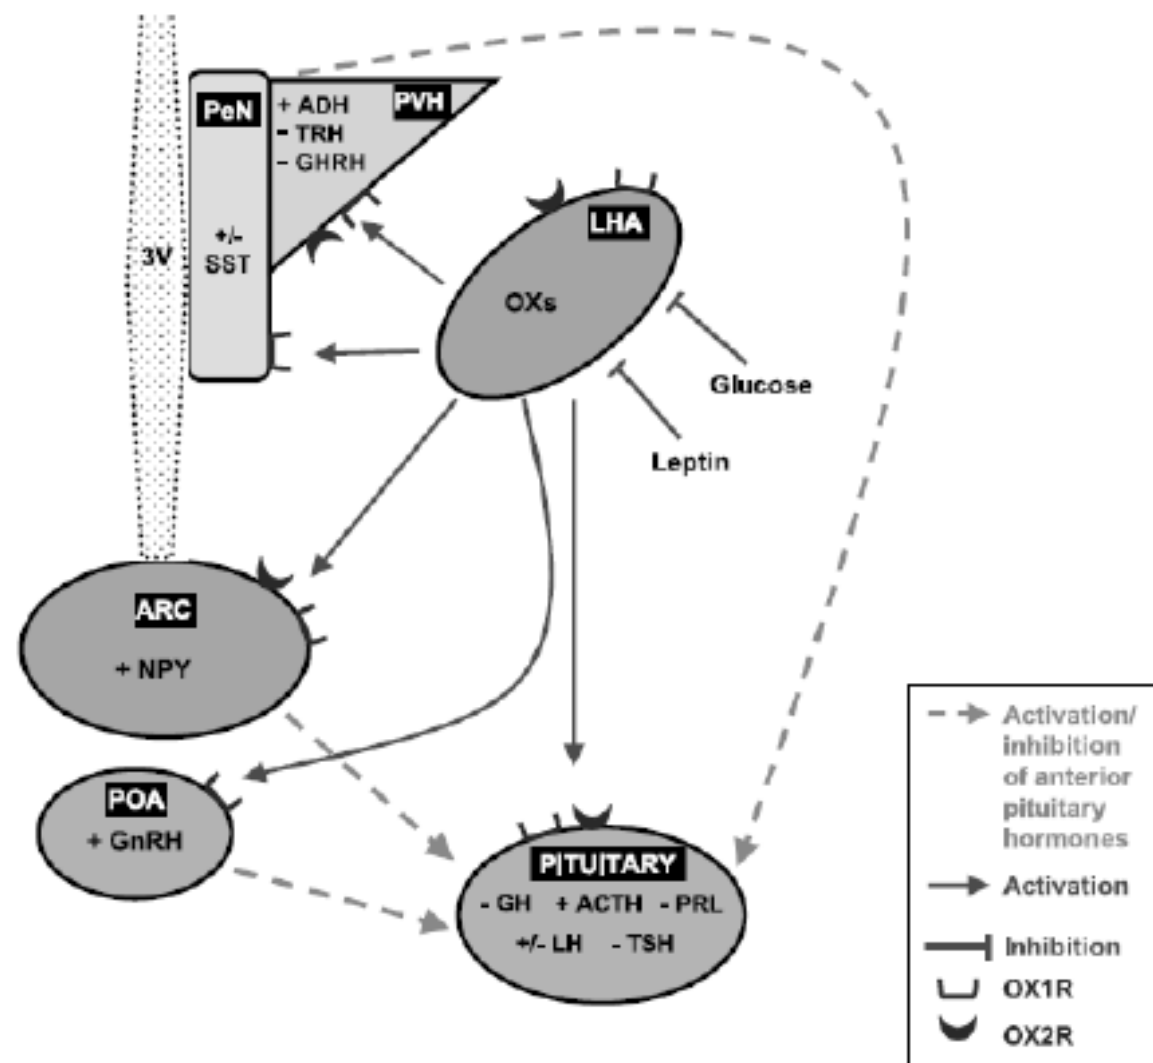 PeN
+ ADH
PVH
- TRH
- GHRH
+/-
SST
3V
LHA
OXs
Glucose
Leptin
ARC
+ NPY
POA
+ GnRH
PITUITARY
- GH + ACTH - PRL
+/- LH - TSH
Activation/
inhibition
of anterior
pituitary
hormones
Activation
Inhibition
OX1R
OX2R